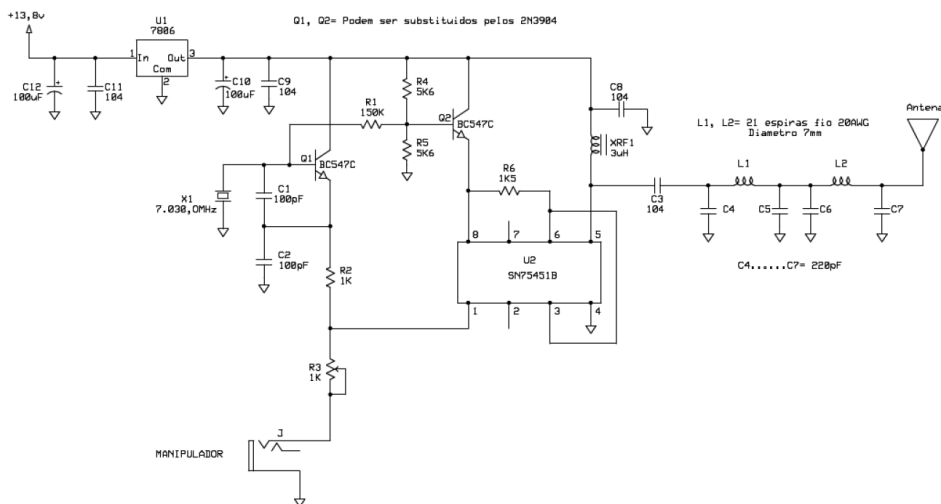 +13,8v
U1
7806
Q1, Q2= Podem ser substituidos pelos 2N3904
1 In Out 3
Com
2
C12
100uF
+
C11
104
C10
100uF
+
C9
104
R4
5K6
R1
150K
Q2
BC547C
R5
5K6
C8
104
XRF1
3uH
L1, L2= 21 espiras fio 20AWG
Diametro 7mm
Antena
Q1
BC547C
R6
1K5
L1
L2
X1
7.030,0MHz
C1
100pF
C3
104
C4
C5
C6
C7
8
7
6
5
C2
100pF
R2
1K
U2
SN75451B
C4......C7= 220pF
1
2
3
4
R3
1K
J
MANIPULADOR